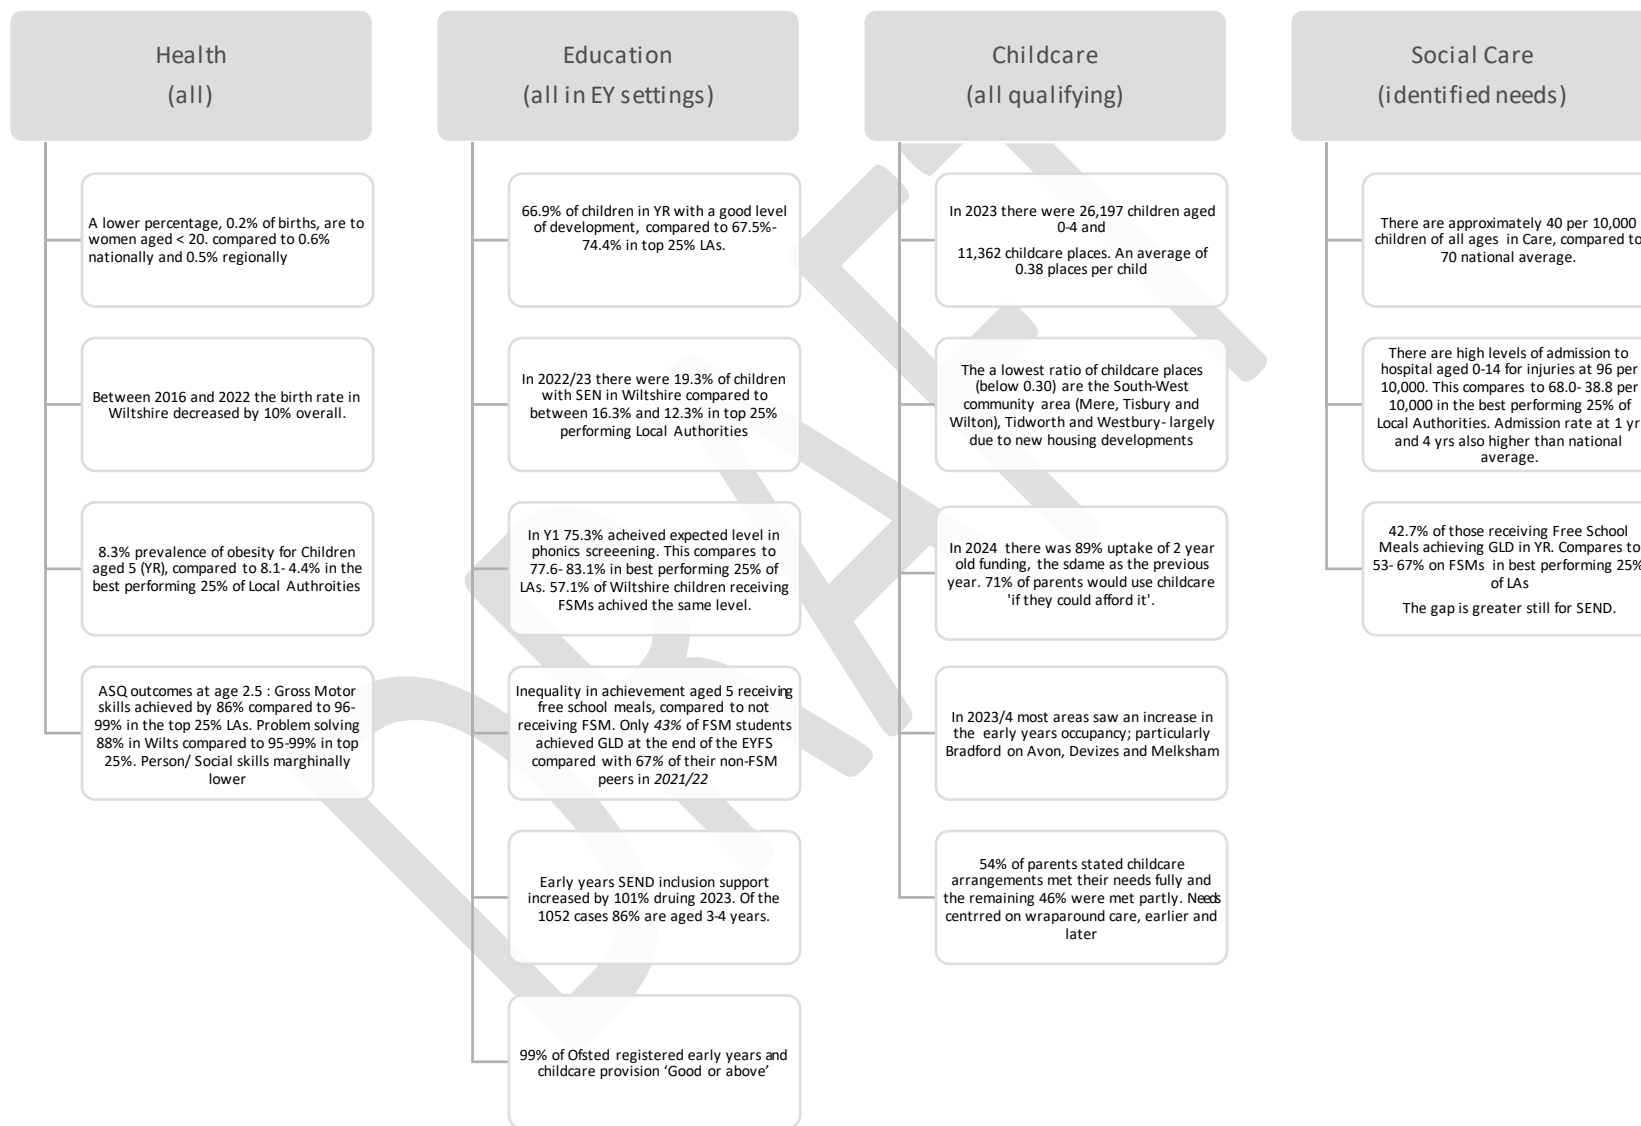 Health
(all)
A lower percentage, 0.2% of births, are to
women aged < 20. compared to 0.6%
nationally and 0.5% regionally
Between 2016 and 2022 the birth rate in
Wiltshire decreased by 10% overall.
8.3% prevalence of obesity for Children
aged 5 (YR), compared to 8.1- 4.4% in the
best performing 25% of Local Authroities
ASQ outcomes at age 2.5 : Gross Motor
skills achieved by 86% compared to 96-
99% in the top 25% LAs. Problem solving
88% in Wilts compared to 95-99% in top
25%. Person/ Social skills marghinally
lower
Education
(all in EY settings)
66.9% of children in YR with a good level
of development, compared to 67.5%-
74.4% in top 25% LAs.
In 2022/23 there were 19.3% of children
with SEN in Wiltshire compared to
between 16.3% and 12.3% in top 25%
performing Local Authorities
In Y1 75.3% acheived expected level in
phonics screeening. This compares to
77.6- 83.1% in best performing 25% of
LAs. 57.1% of Wiltshire children receiving
FSMs achived the same level.
Inequality in achievement aged 5 receiving
free school meals, compared to not
receiving FSM. Only 43% of FSM students
achieved GLD at the end of the EYFS
compared with 67% of their non-FSM
peers in 2021/22
Early years SEND inclusion support
increased by 101% druing 2023. Of the
1052 cases 86% are aged 3-4 years.
99% of Ofsted registered early years and
childcare provision ‘Good or above’
Childcare
(all qualifying)
In 2023 there were 26,197 children aged
0-4 and
11,362 childcare places. An average of
0.38 places per child
The a lowest ratio of childcare places
(below 0.30) are the South-West
community area (Mere, Tisbury and
Wilton), Tidworth and Westbury- largely
due to new housing developments
In 2024 there was 89% uptake of 2 year
old funding, the sdame as the previous
year. 71% of parents would use childcare
'if they could afford it'.
In 2023/4 most areas saw an increase in
the early years occupancy; particularly
Bradford on Avon, Devizes and Melksham
54% of parents stated childcare
arrangements met their needs fully and
the remaining 46% were met partly. Needs
centrred on wraparound care, earlier and
later
Social Care
(identified needs)
There are approximately 40 per 10,000
children of all ages in Care, compared to
70 national average.
There are high levels of admission to
hospital aged 0-14 for injuries at 96 per
10,000. This compares to 68.0- 38.8 per
10,000 in the best performing 25% of
Local Authorities. Admission rate at 1 yr
and 4 yrs also higher than national
average.
42.7% of those receiving Free School
Meals achieving GLD in YR. Compares to
53- 67% on FSMs in best performing 25%
of LAs
The gap is greater still for SEND.
DRAFT